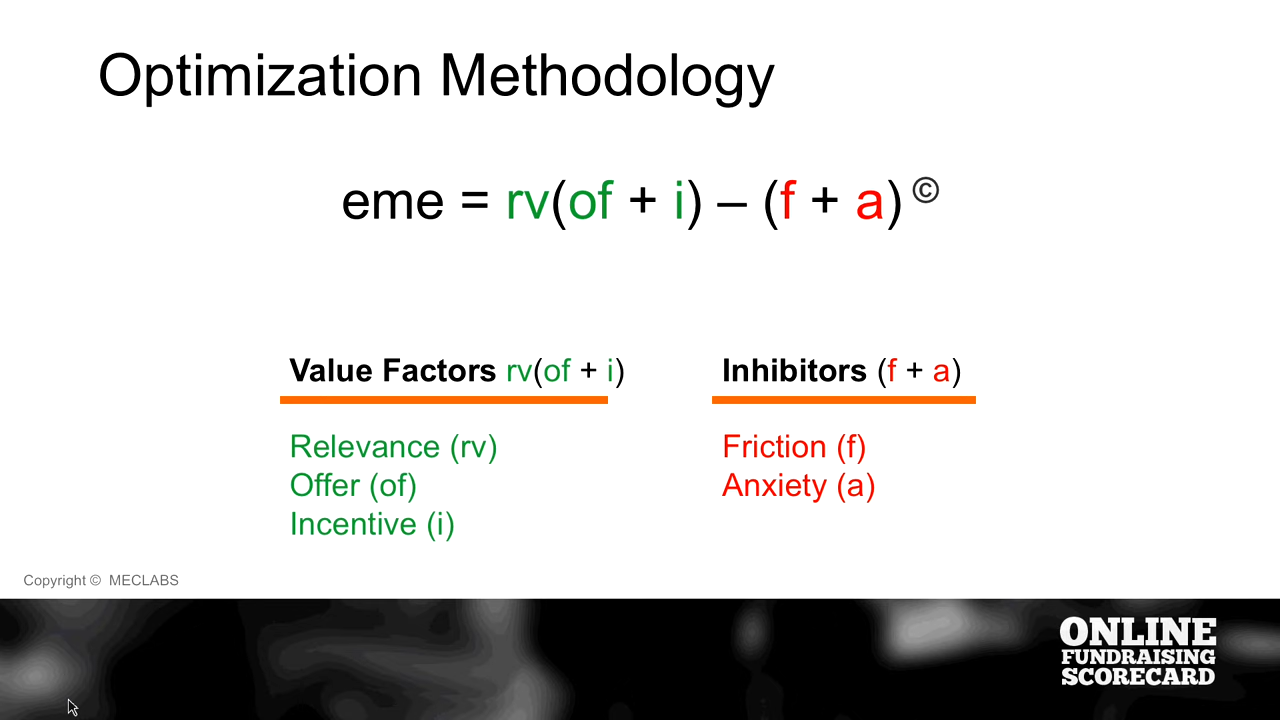 Optimization Methodology
eme = rv(of + i) – (f + a) ©
Value Factors rv(of + i)
Relevance (rv)
Offer (of)
Incentive (i)
Inhibitors (f + a)
Friction (f)
Anxiety (a)
Copyright © MECLABS
ONLINE
FUNDRAISING
SCORECARD